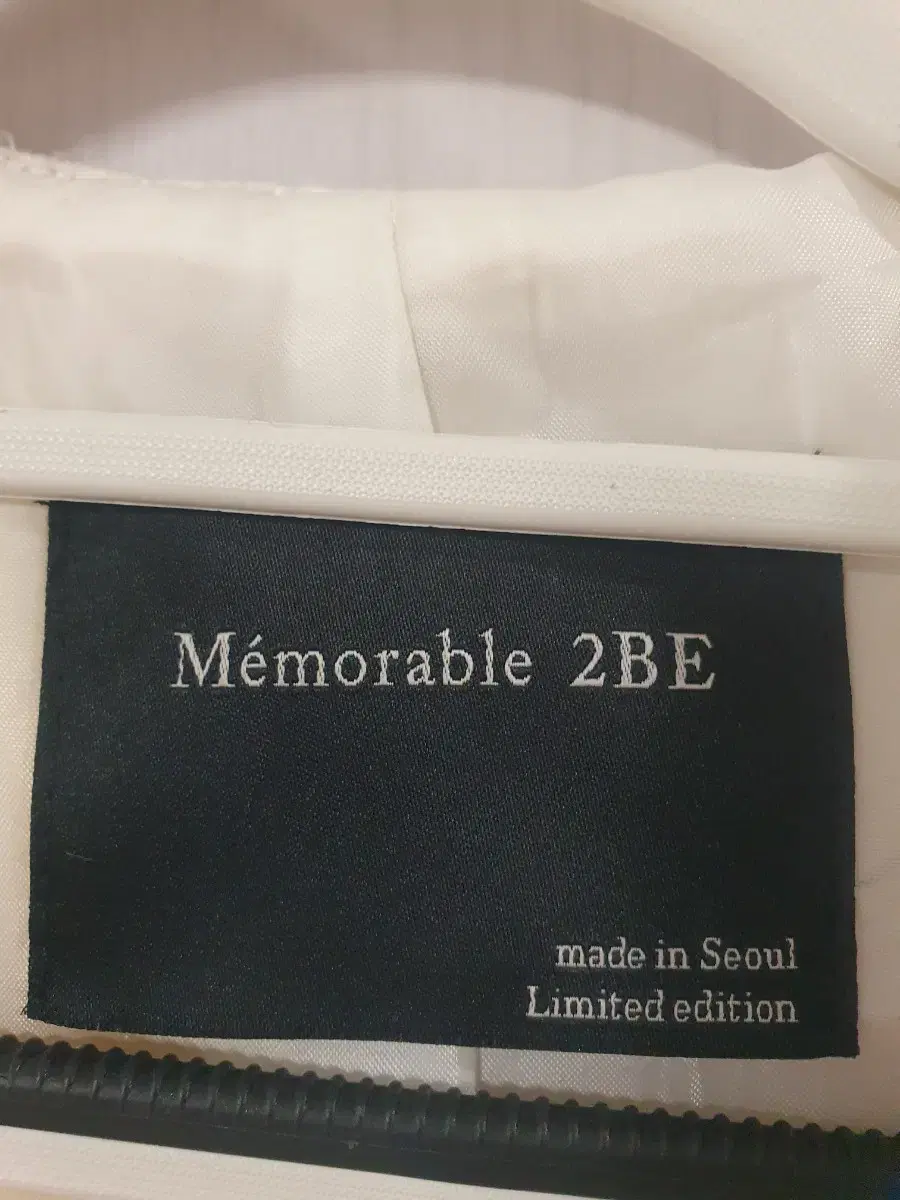 Mémorable 2BE
made in Seoul
Limited edition